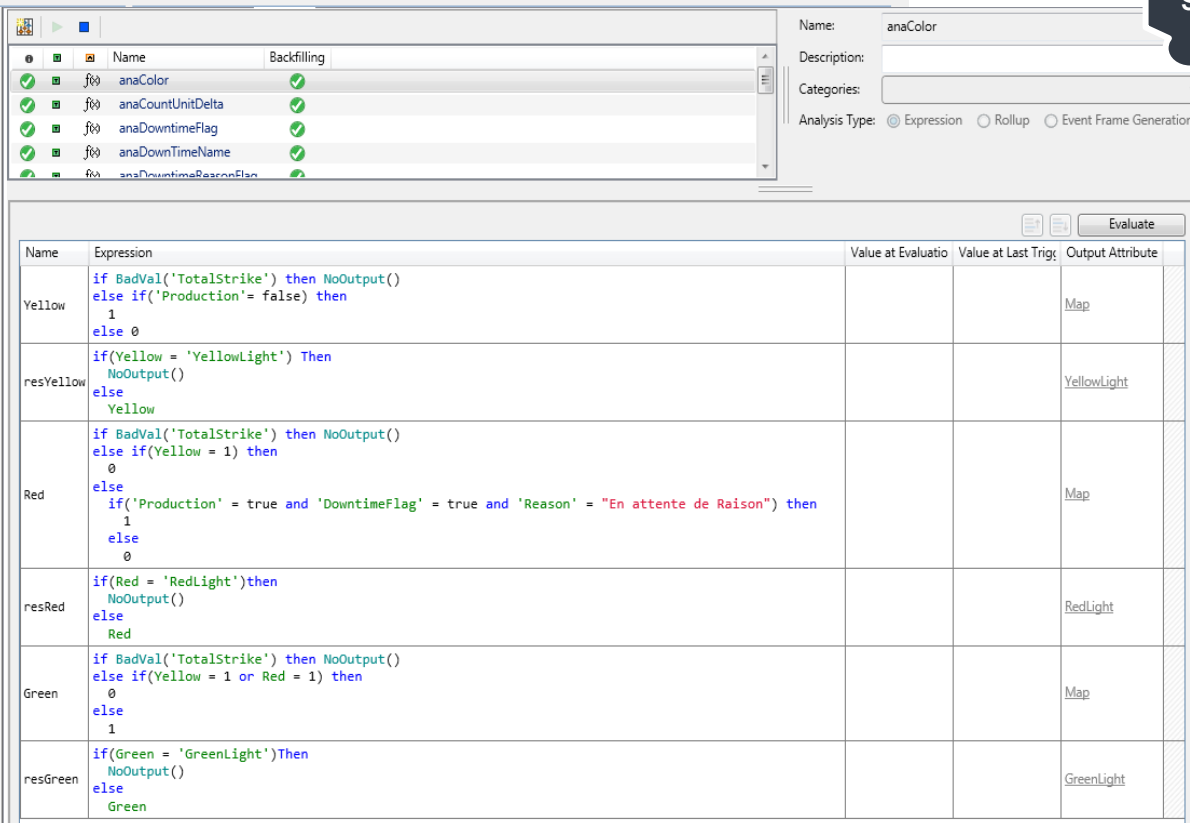 Name: anaColor
Description:
Categories:
Analysis Type: Expression Rollup Event Frame Generation
Name Backfilling
f(x) anaColor
f(x) anaCountUnitDelta
f(x) anaDowntimeFlag
f(x) anaDownTimeName
f(x) anaDowntimeReasonFlag
Evaluate
Name Expression Value at Evaluatio Value at Last Trigg Output Attribute
Yellow
if BadVal('TotalStrike') then NoOutput()
else if('Production'= false) then
1
else 0
Map
resYellow
if(Yellow = 'YellowLight') Then
NoOutput()
else
Yellow
YellowLight
Red
if BadVal('TotalStrike') then NoOutput()
else if(Yellow = 1) then
0
else
if('Production' = true and 'DowntimeFlag' = true and 'Reason' = "En attente de Raison") then
1
else
0
Map
resRed
if(Red = 'RedLight')then
NoOutput()
else
Red
RedLight
Green
if BadVal('TotalStrike') then NoOutput()
else if(Yellow = 1 or Red = 1) then
0
else
1
Map
resGreen
if(Green = 'GreenLight')Then
NoOutput()
else
Green
GreenLight